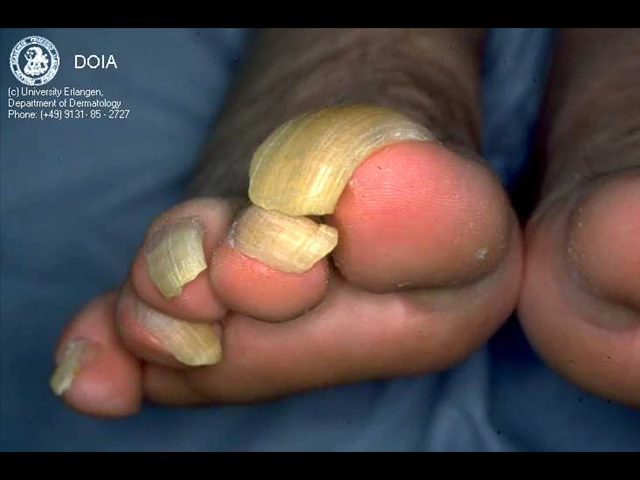 DOIA
(c) University Erlangen,
Department of Dermatology
Phone: (+49) 9131- 85 - 2727